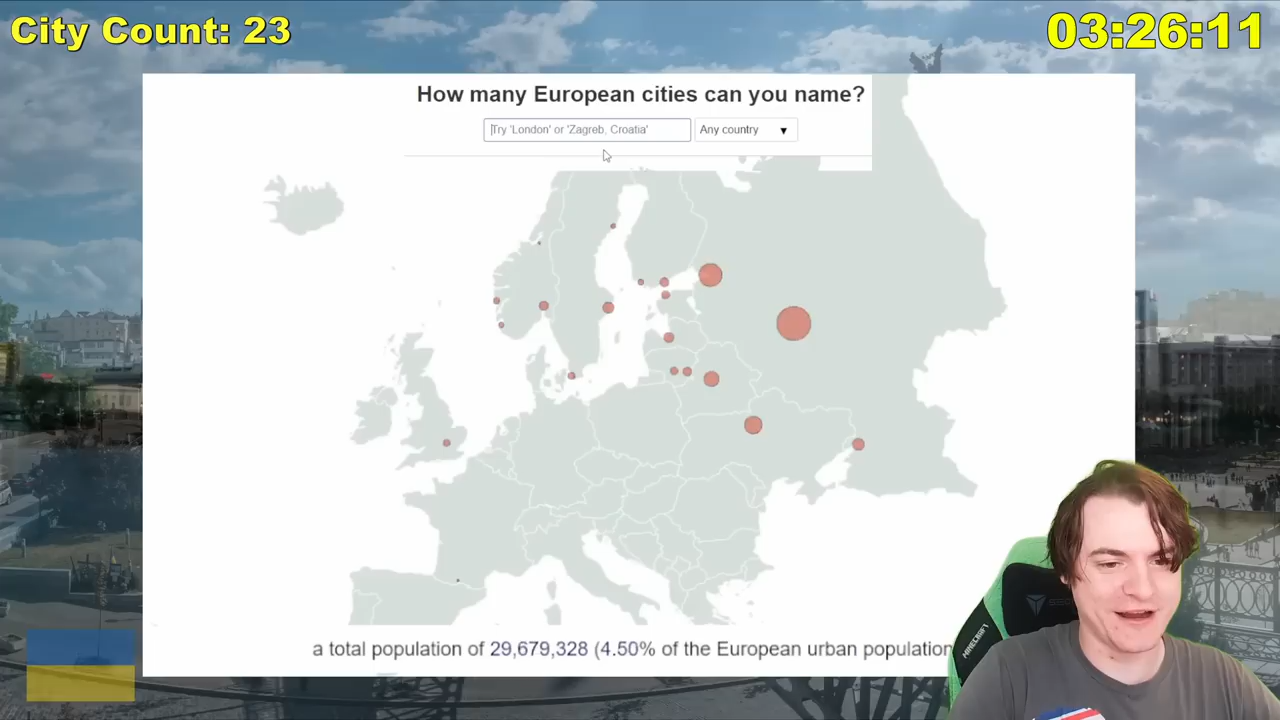 City Count: 23
03:26:11
How many European cities can you name?
Try 'London' or 'Zagreb, Croatia'
Any country
a total population of 29,679,328 (4.50% of the European urban population
MINECRAFT